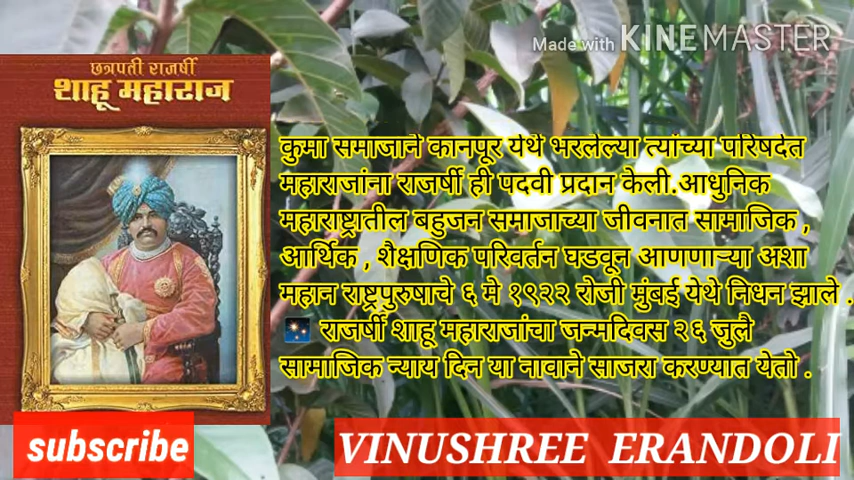 Made with KINEMASTER
छत्रपती राजर्षी
शाहू महाराज
कुमा समाजाने कानपूर येथे भरलेल्या त्यांच्या परिषदेत
महाराजांना राजर्षी ही पदवी प्रदान केली.आधुनिक
महाराष्ट्रातील बहुजन समाजाच्या जीवनात सामाजिक ,
आर्थिक , शैक्षणिक परिवर्तन घडवून आणणाऱ्या अशा
महान राष्ट्रपुरुषाचे ६ मे १९२२ रोजी मुंबई येथे निधन झाले .
राजर्षी शाहू महाराजांचा जन्मदिवस २६ जुलै
सामाजिक न्याय दिन या नावाने साजरा करण्यात येतो .
subscribe
VINUSHREE ERANDOLI